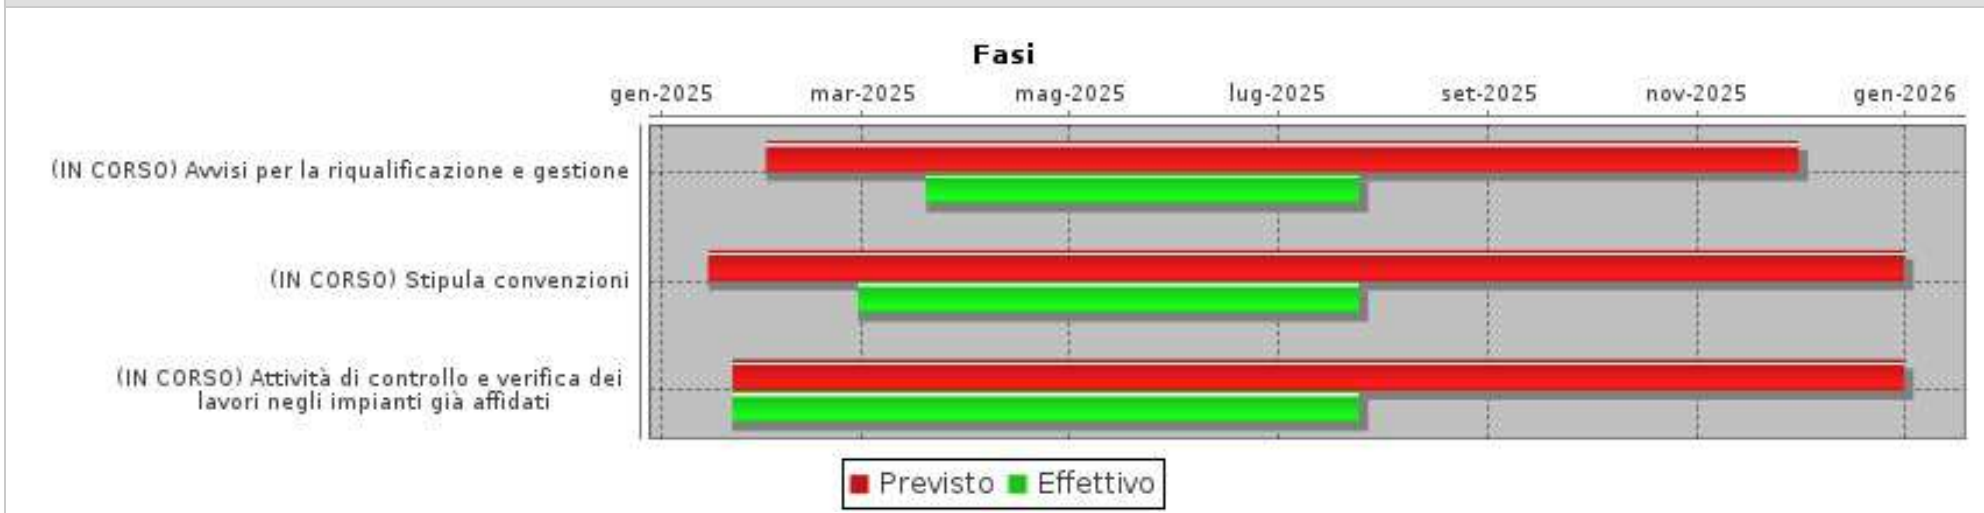 Fasi
gen-2025 mar-2025 mag-2025 lug-2025 set-2025 nov-2025 gen-2026
(IN CORSO) Avvisi per la riqualificazione e gestione
(IN CORSO) Stipula convenzioni
(IN CORSO) Attività di controllo e verifica dei
lavori negli impianti già affidati
Previsto Effettivo